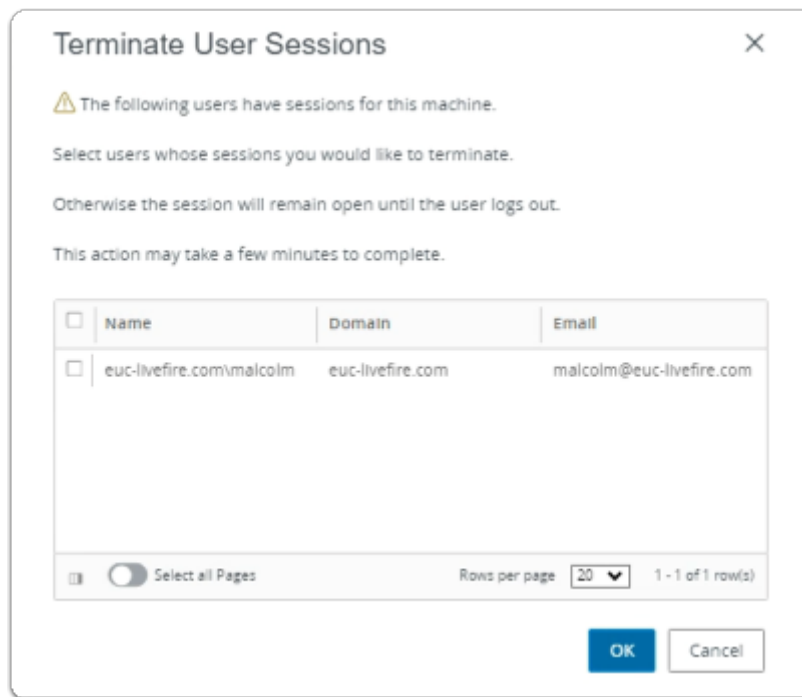 Terminate User Sessions
The following users have sessions for this machine.
Select users whose sessions you would like to terminate.
Otherwise the session will remain open until the user logs out.
This action may take a few minutes to complete.
Name Domain Email
euc-livefire.com\malcolm euc-livefire.com malcolm@euc-livefire.com
Select all Pages Rows per page 20 1 - 1 of 1 row(s)
OK Cancel